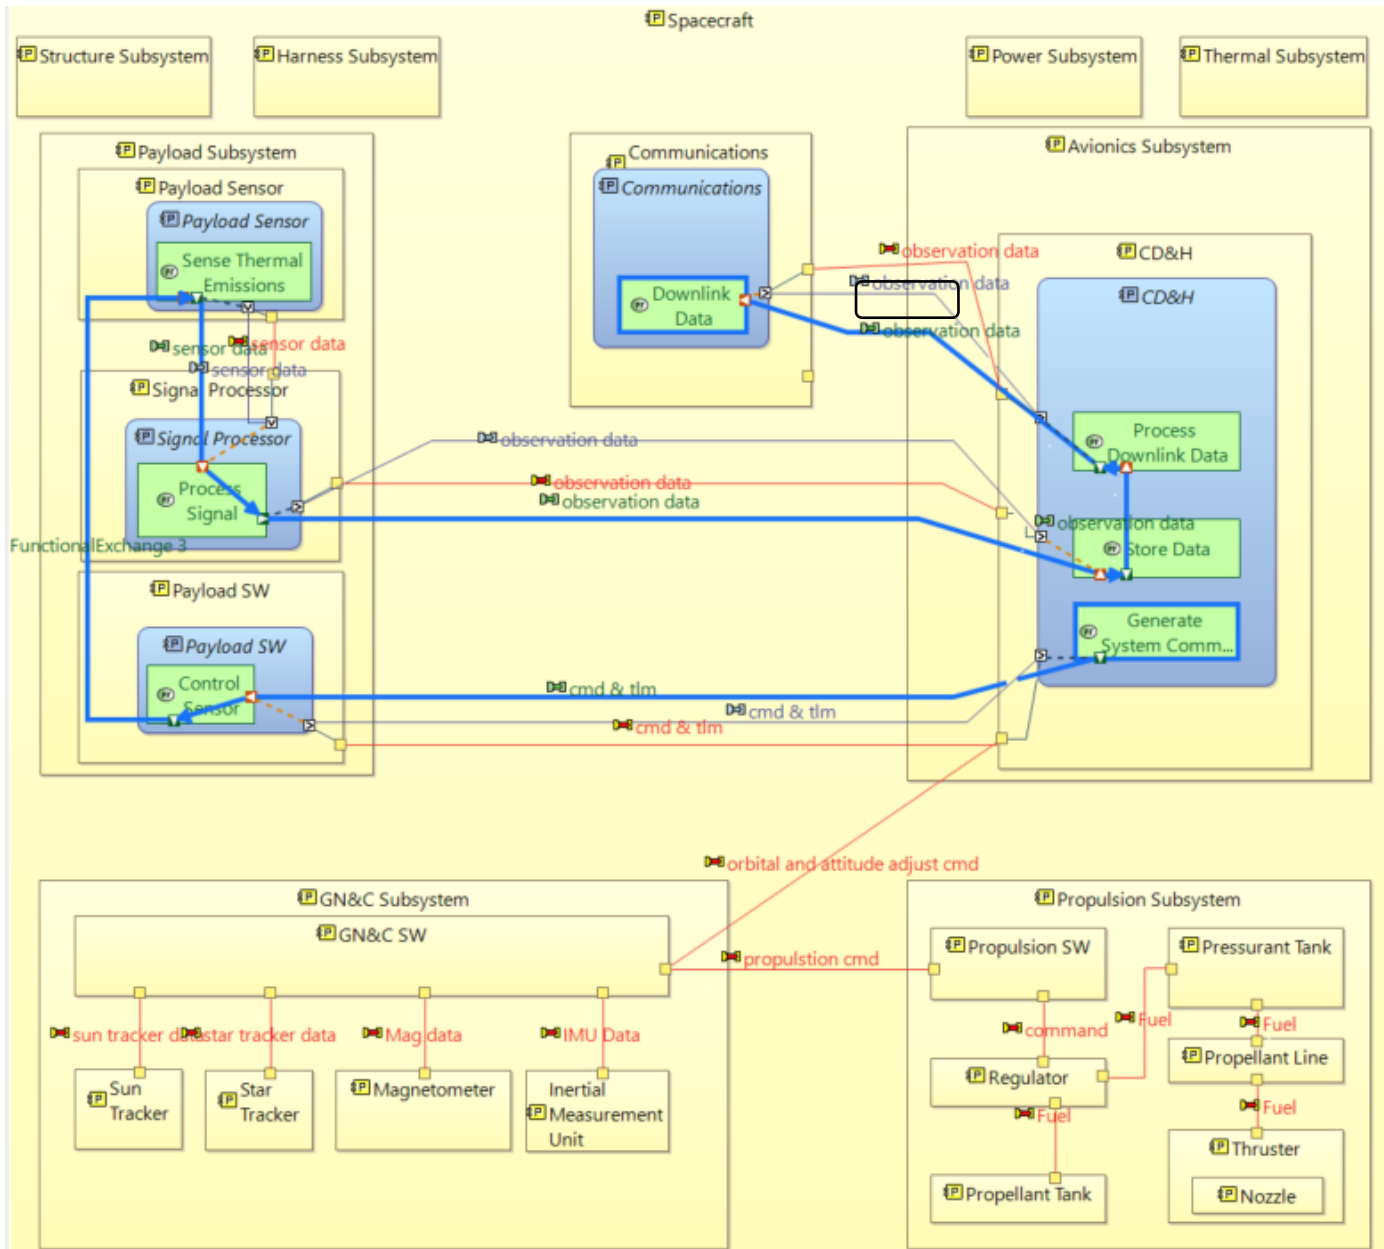 Spacecraft
Structure Subsystem
Harness Subsystem
Power Subsystem
Thermal Subsystem
Payload Subsystem
Payload Sensor
Payload Sensor
Sense Thermal
Emissions
sensor data
sensor data
sensor data
Signal Processor
Signal Processor
Process
Signal
FunctionalExchange 3
Payload SW
Payload SW
Control
Sensor
Communications
Communications
Downlink
Data
observation data
observation data
observation data
observation data
observation data
observation data
cmd & tlm
cmd & tlm
cmd & tlm
Avionics Subsystem
CD&H
CD&H
Process
Downlink Data
observation data
Store Data
Generate
System Comm...
orbital and attitude adjust cmd
GN&C Subsystem
GN&C SW
propulstion cmd
sun tracker data
star tracker data
Mag data
IMU Data
Sun
Tracker
Star
Tracker
Magnetometer
Inertial
Measurement
Unit
Propulsion Subsystem
Propulsion SW
Pressurant Tank
command
Fuel
Fuel
Propellant Line
Regulator
Fuel
Fuel
Thruster
Propellant Tank
Nozzle